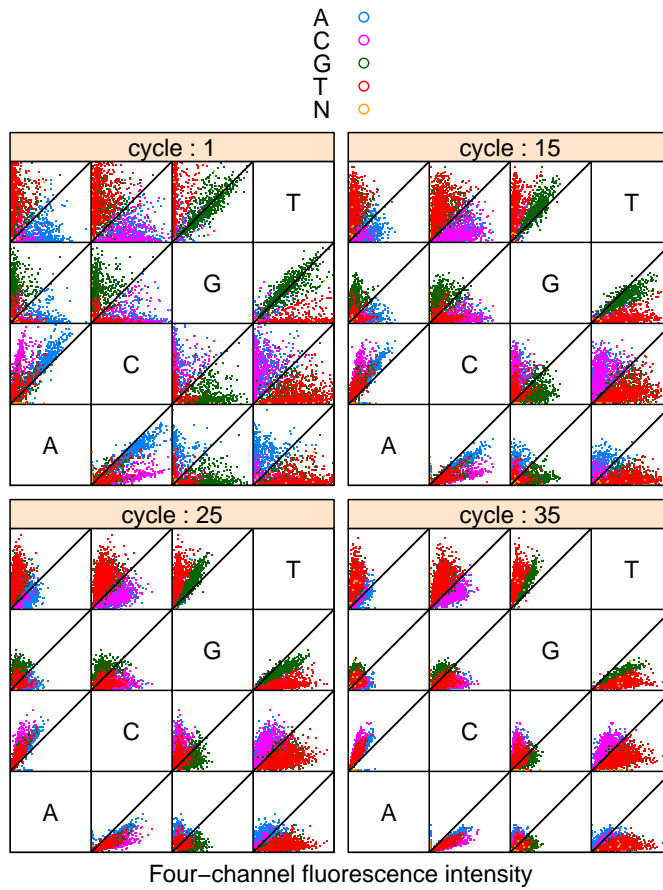 A
C
G
T
N
cycle : 1
cycle : 15
T
T
G
G
C
C
A
A
cycle : 25
cycle : 35
T
T
G
G
C
C
A
A
Four−channel fluorescence intensity